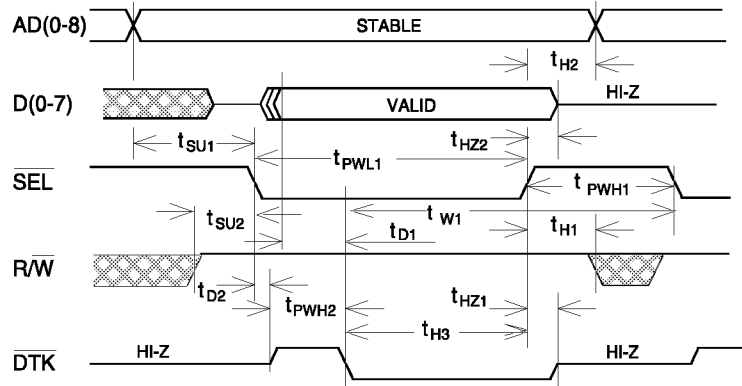 AD(0-8) STABLE
tH2
D(0-7) VALID HI-Z
tSU1 tPWL1 tHZ2
SEL tPWH1
tSU2 tW1
tD1 tH1
R/W
tD2 tPWH2 tHZ1
tH3
DTK HI-Z HI-Z